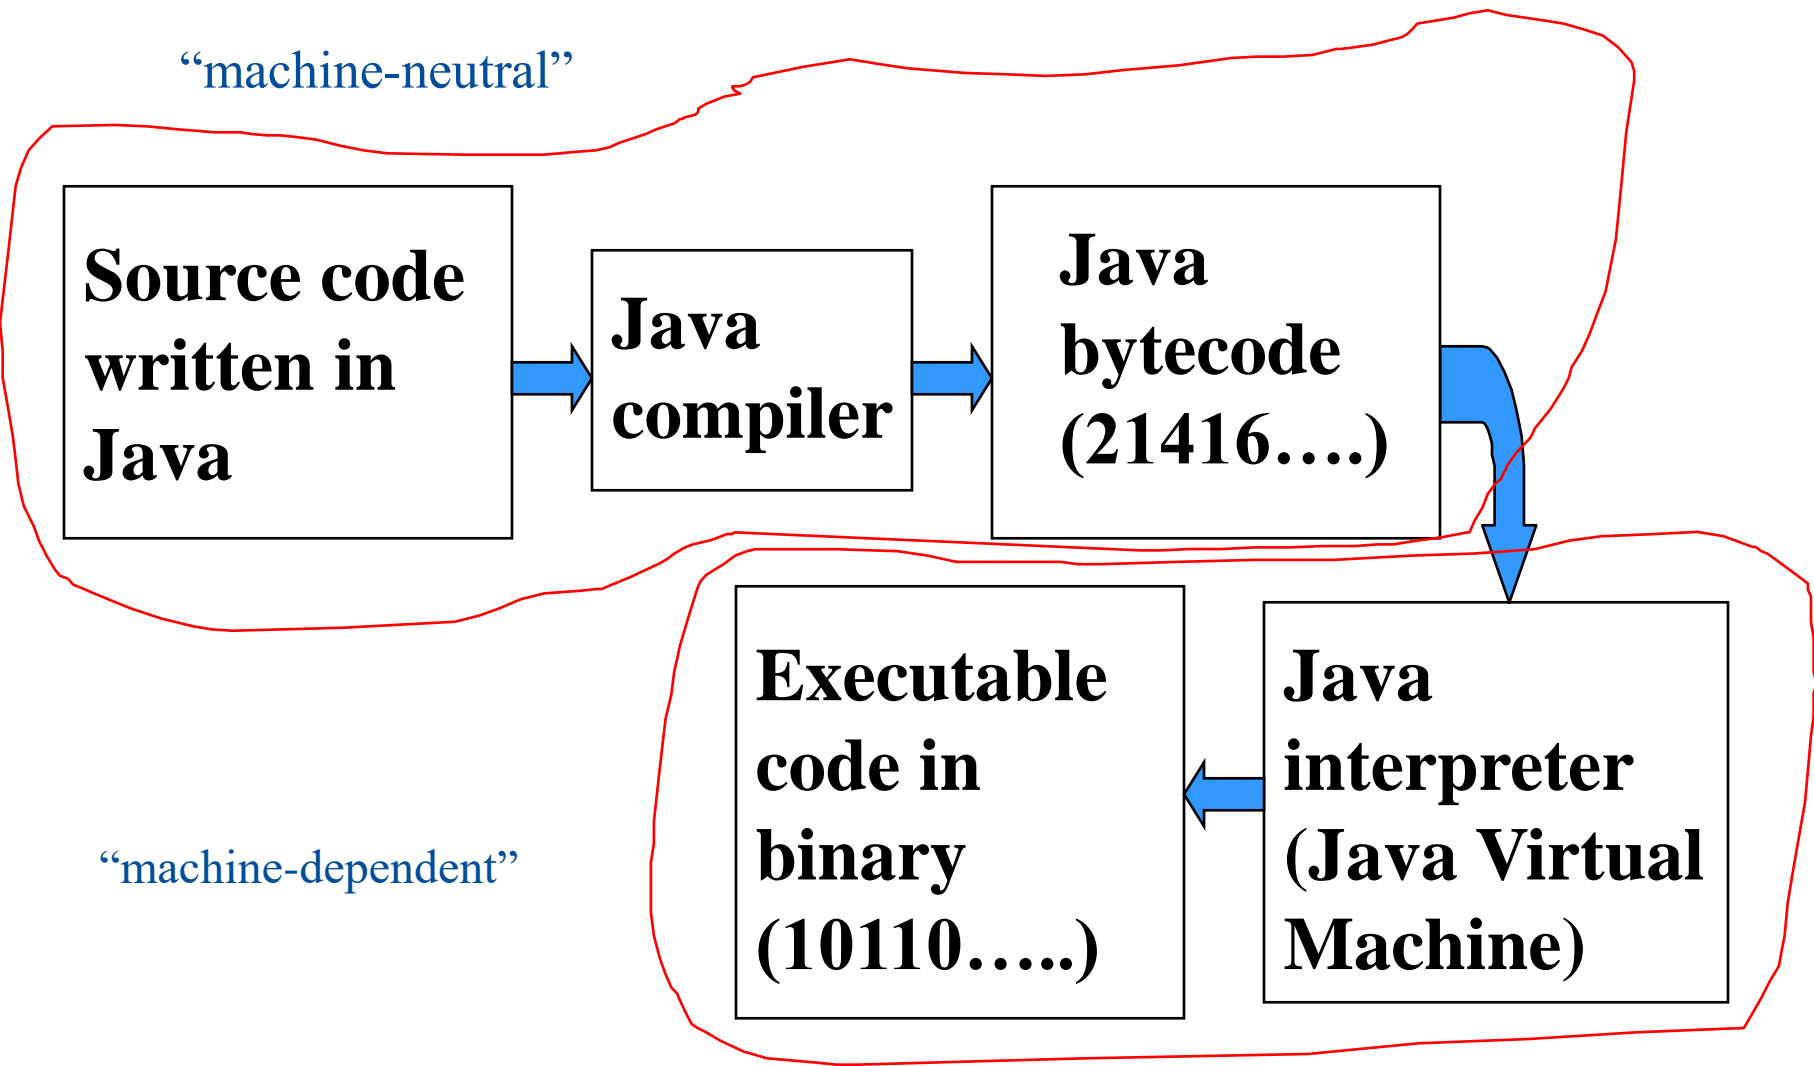 “machine-neutral”
Source code
written in
Java
Java
compiler
Java
bytecode
(21416….)
Executable
code in
binary
(10110…..)
Java
interpreter
(Java Virtual
Machine)
“machine-dependent”